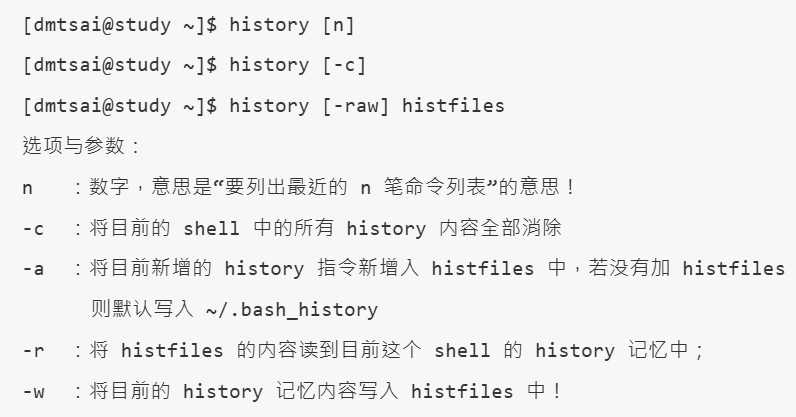 [dmtsai@study ~]$ history [n]
[dmtsai@study ~]$ history [-c]
[dmtsai@study ~]$ history [-raw] histfiles
选项与参数：
n ：数字，意思是“要列出最近的 n 笔命令列表”的意思！
-c ：将目前的 shell 中的所有 history 内容全部消除
-a ：将目前新增的 history 指令新增入 histfiles 中，若没有加 histfiles
则默认写入 ~/.bash_history
-r ：将 histfiles 的内容读到目前这个 shell 的 history 记忆中；
-w ：将目前的 history 记忆内容写入 histfiles 中！